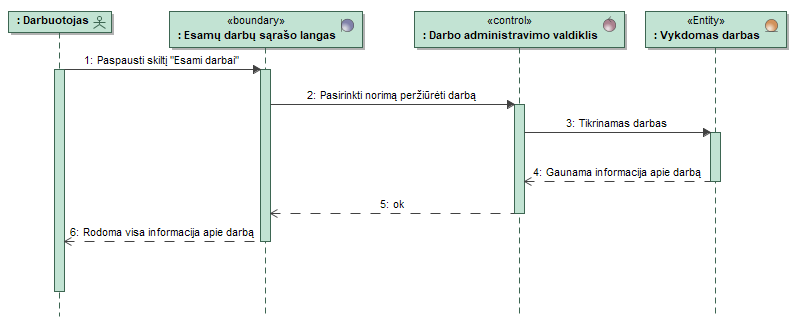 : Darbuotojas
«boundary»
: Esamų darbų sąrašo langas
«control»
: Darbo administravimo valdiklis
«Entity»
: Vykdomas darbas
1: Paspausti skiltį "Esami darbai"
2: Pasirinkti norimą peržiūrėti darbą
3: Tikrinamas darbas
4: Gaunama informacija apie darbą
5: ok
6: Rodoma visa informacija apie darbą